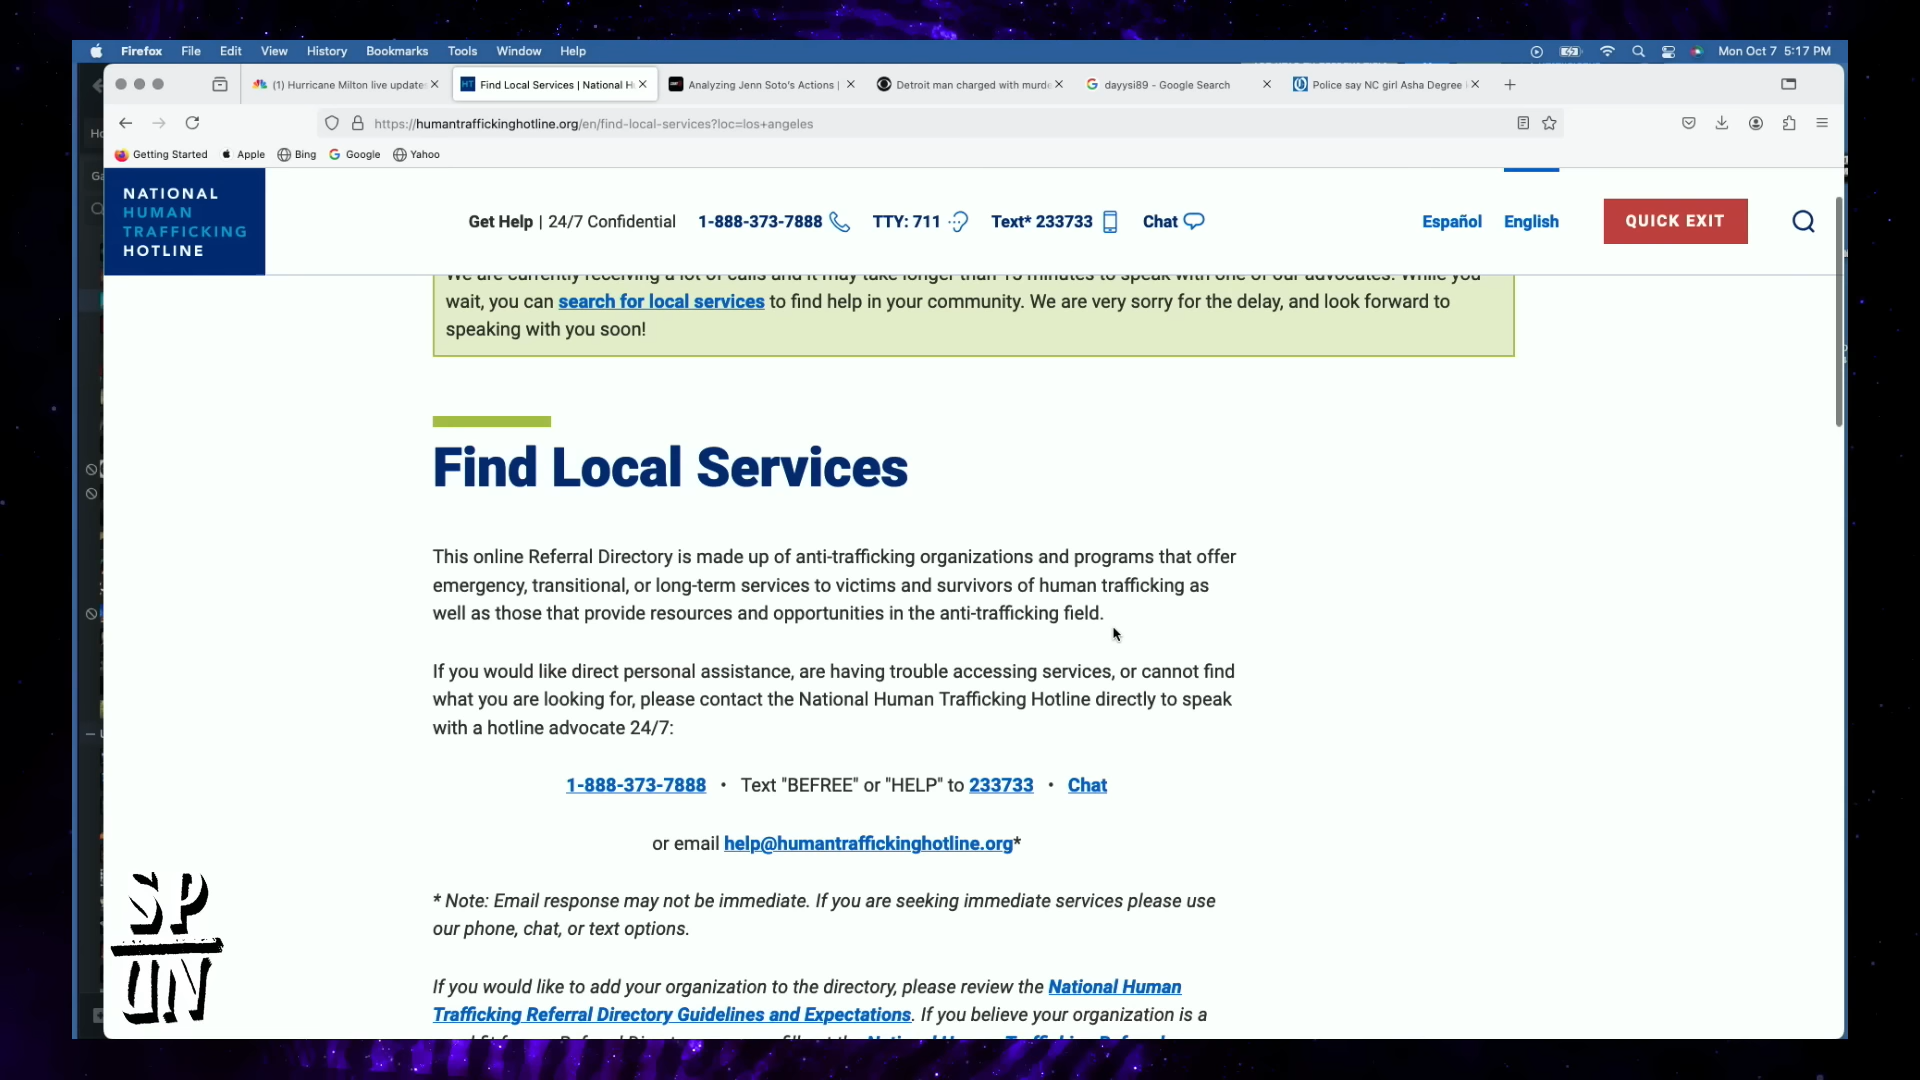 Firefox File Edit View History Bookmarks Tools Window Help Mon Oct 7 5:17 PM
(1) Hurricane Milton live update Find Local Services | National H Analyzing Jenn Soto's Actions | Detroit man charged with murde dayysi89 - Google Search Police say NC girl Asha Degree
https://humantraffickinghotline.org/en/find-local-services?loc=los+angeles
Getting Started Apple Bing Google Yahoo
NATIONAL
HUMAN
TRAFFICKING
HOTLINE
Get Help | 24/7 Confidential 1-888-373-7888 TTY: 711 Text* 233733 Chat Español English QUICK EXIT
We are currently receiving a lot of calls and it may take longer than 15 minutes to speak with one of our advocates. While you
wait, you can search for local services to find help in your community. We are very sorry for the delay, and look forward to
speaking with you soon!
Find Local Services
This online Referral Directory is made up of anti-trafficking organizations and programs that offer
emergency, transitional, or long-term services to victims and survivors of human trafficking as
well as those that provide resources and opportunities in the anti-trafficking field.
If you would like direct personal assistance, are having trouble accessing services, or cannot find
what you are looking for, please contact the National Human Trafficking Hotline directly to speak
with a hotline advocate 24/7:
1-888-373-7888 • Text "BEFREE" or "HELP" to 233733 • Chat
or email help@humantraffickinghotline.org*
* Note: Email response may not be immediate. If you are seeking immediate services please use
our phone, chat, or text options.
If you would like to add your organization to the directory, please review the National Human
Trafficking Referral Directory Guidelines and Expectations. If you believe your organization is a
SP
UN